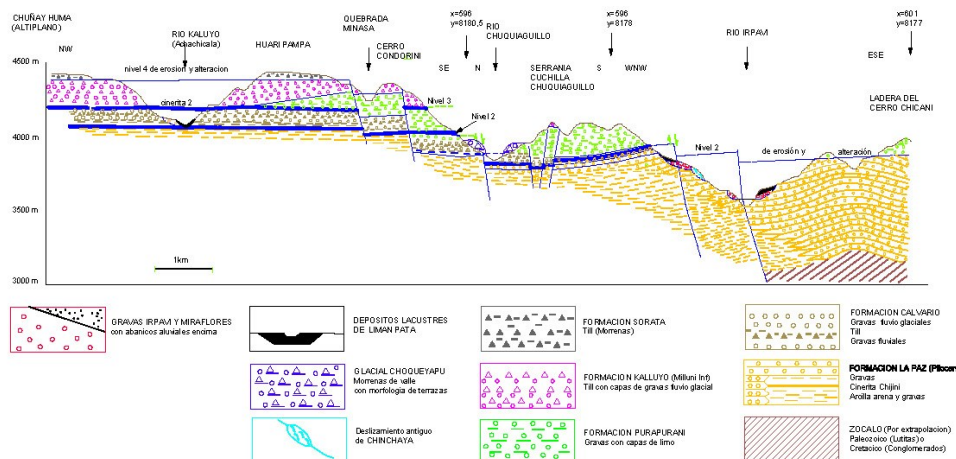 CHUÑAY HUMA
(ALTIPLANO)
NW
RIO KALUYO
(Achachicala)
HUARI PAMPA
QUEBRADA
MINASA
CERRO
CONDORINI
x=596
y=8180,5
RIO
CHUQUIAGUILLO
SE
N
SERRANIA
CUCHILLA
CHUQUIAGUILLO
x=596
y=8178
S
WNW
RIO IRPAVI
x=601
y=8177
ESE
LADERA DEL
CERRO CHICANI
4500 m
4000 m
3500 m
3000 m
nivel 4 de erosion y alteracion
cinerita 2
Nivel 3
Nivel 2
Nivel 2
de erosión y
alteración
1km
GRAVAS IRPAVI Y MIRAFLORES
con abanicos aluviales encima
DEPOSITOS LACUSTRES
DE LIMAN PATA
GLACIAL CHOQUEYAPU
Morrenas de valle
con morfologia de terrazas
Deslizamiento antiguo
de CHINCHAYA
FORMACION SORATA
Till (Morrenas)
FORMACION KALLUYO (Milluni Inf)
Till con capas de gravas fluvio glacial
FORMACION PURAPURANI
Gravas con capas de limo
FORMACION CALVARIO
Gravas fluvio glaciales
Till
Gravas fluviales
FORMACION LA PAZ
Gravas
Cinerita Chijini
Arcilla arena y gravas
ZOCALO (Por extrapolacion)
Paleozoico (Lutitas) o
Cretacico (Conglomerados)